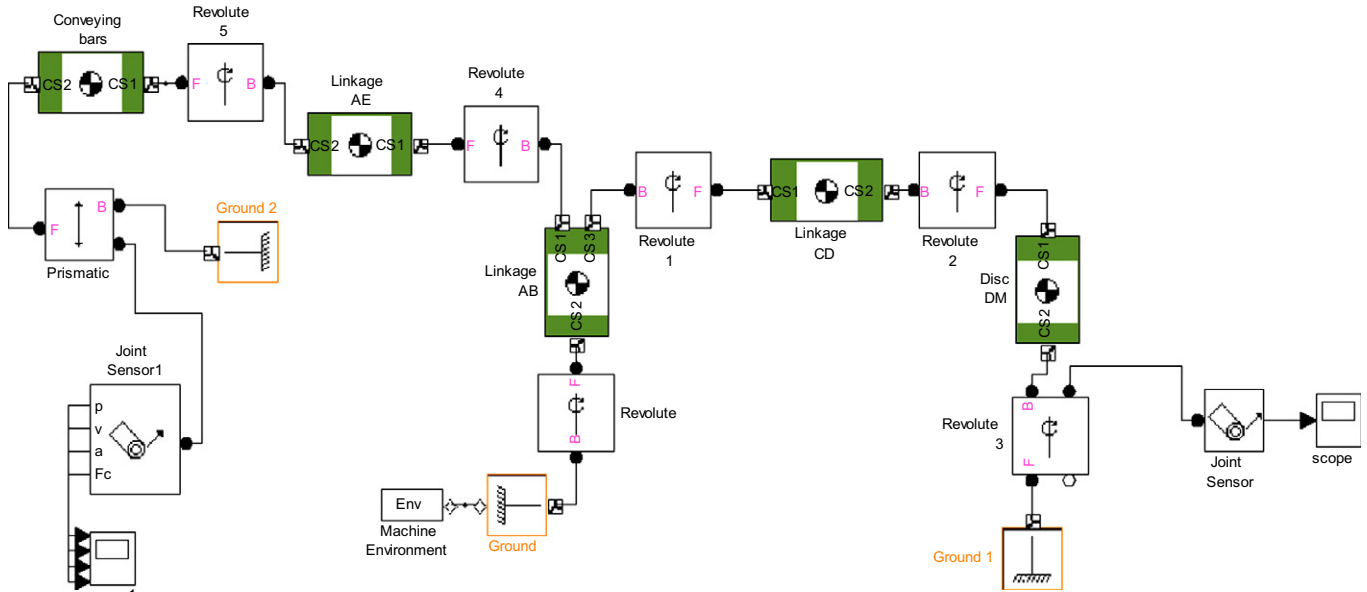 Conveying
bars
CS2
CS1
Revolute
5
F
B
Linkage
AE
CS2
CS1
Revolute
4
F
B
B
F
Revolute
1
CS1
CS2
Linkage
CD
B
F
Revolute
2
B
F
Prismatic
Ground 2
Linkage
AB
CS1
CS3
CS2
Disc
DM
CS1
CS2
Joint
Sensor1
p
v
a
Fc
F
B
Revolute
Revolute
3
B
F
Joint
Sensor
scope
Env
Machine
Environment
Ground
Ground 1